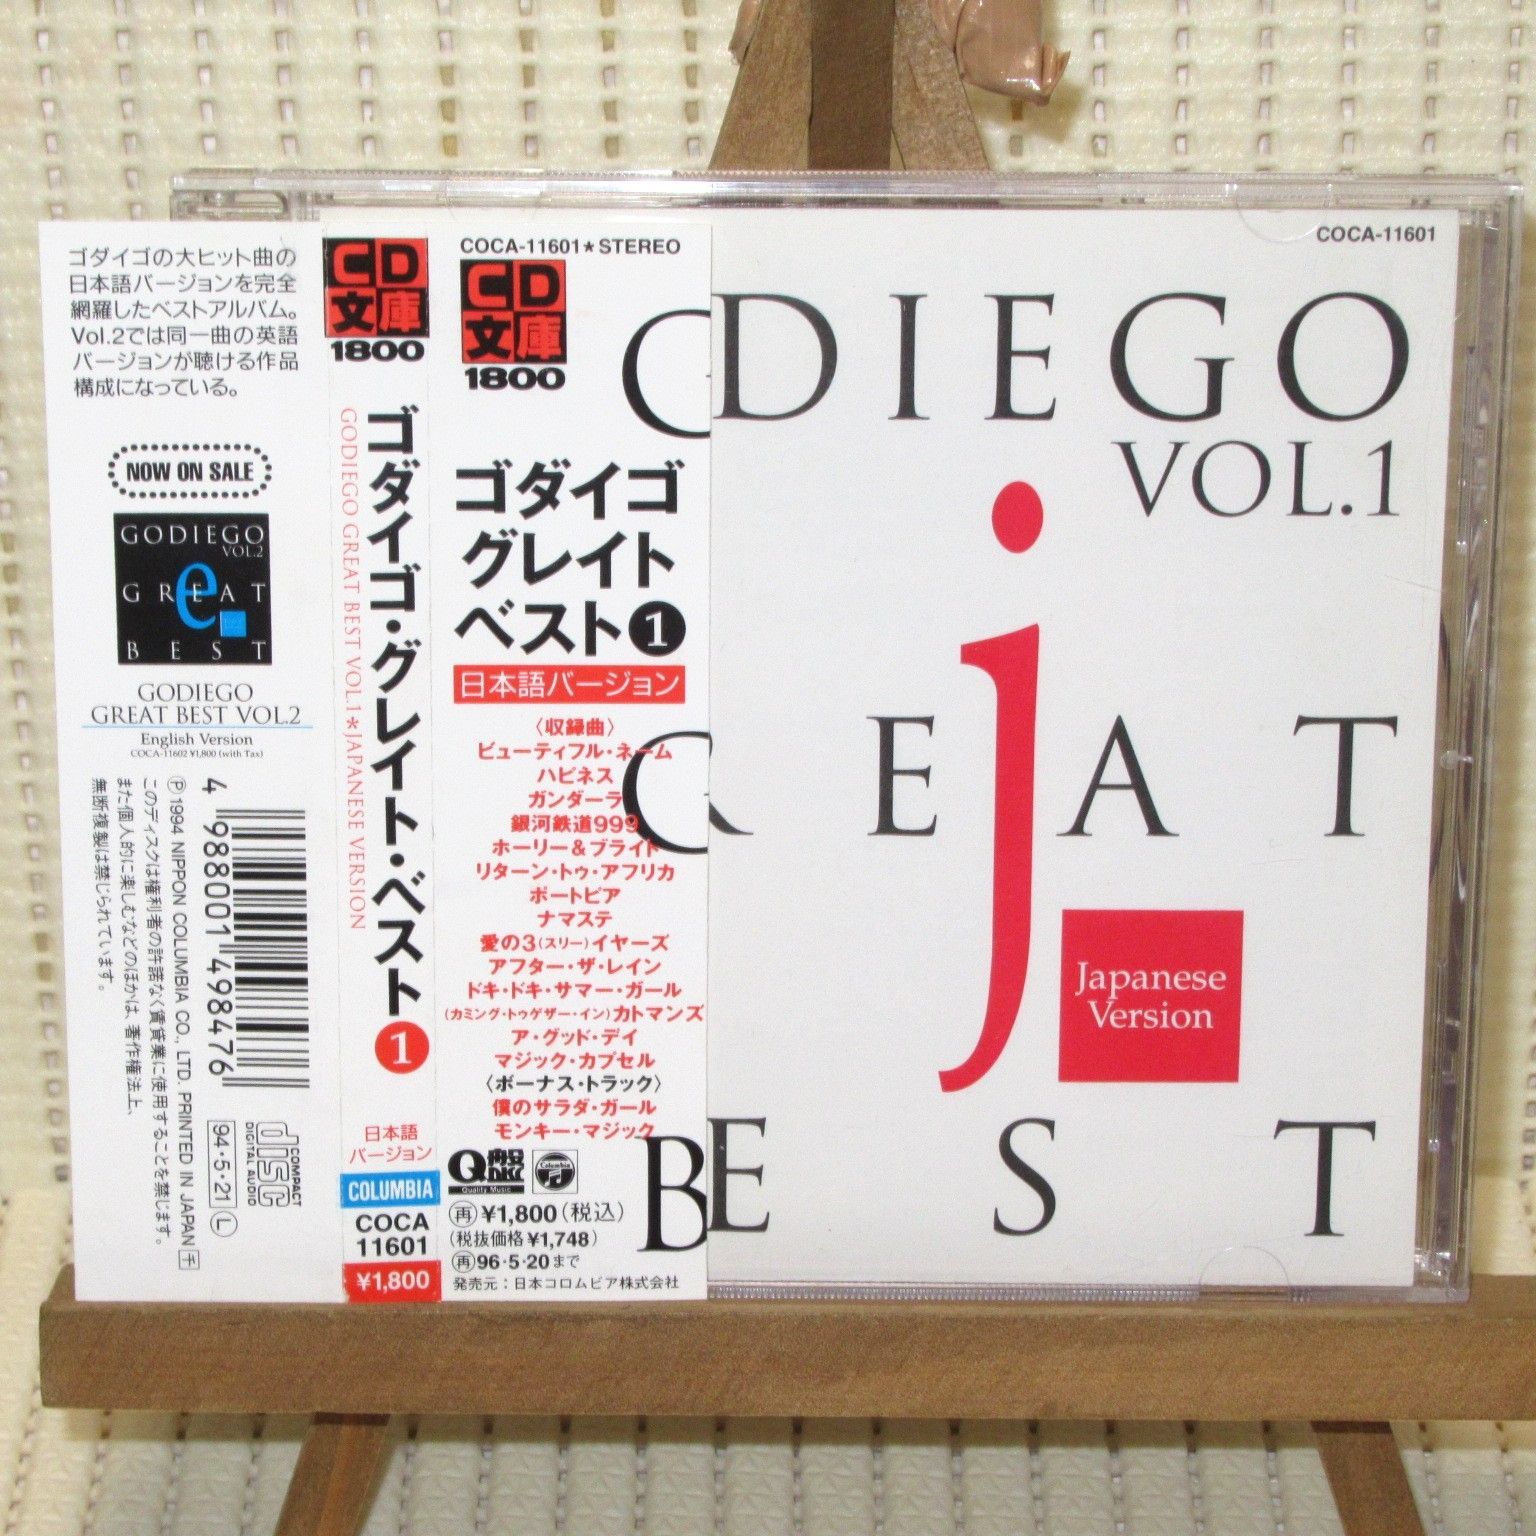 ゴダイゴの大ヒット曲の
日本語バージョンを完全
網羅したベストアルバム。
Vol.2では同一曲の英語
バージョンが聴ける作品
構成になっている。
NOW ON SALE
GODIEGO
VOL.2
GREAT
e
BEST
GODIEGO
GREAT BEST VOL.2
English Version
COCA-11602 ¥1,800 (with Tax)
4 988001 498476
Ⓟ 1994 NIPPON COLUMBIA CO., LTD. PRINTED IN JAPAN
このディスクは権利者の許諾なく賃貸業に使用することを禁じます。
また個人的に楽しむなどのほかは、著作権法上、
無断複製は禁じられています。
COMPACT
disc
DIGITAL AUDIO
94・5・21 Ⓛ
CD
文庫
1800
ゴダイゴ・グレイト・ベスト 1
GODIEGO GREAT BEST VOL.1*JAPANESE VERSION
日本語
バージョン
COLUMBIA
COCA
11601
¥1,800
COCA-11601★STEREO
CD
文庫
1800
ゴダイゴ
グレイト
ベスト1
日本語バージョン
〈収録曲〉
ビューティフル・ネーム
ハピネス
ガンダーラ
銀河鉄道999
ホーリー&ブライト
リターン・トゥ・アフリカ
ポートピア
ナマステ
愛の3(スリー)イヤーズ
アフター・ザ・レイン
ドキ・ドキ・サマー・ガール
(カミング・トゥゲザー・イン)カトマンズ
ア・グッド・デイ
マジック・カプセル
〈ボーナス・トラック〉
僕のサラダ・ガール
モンキー・マジック
Q盤
Quality Music
Columbia
再¥1,800(税込)
(税抜価格¥1,748)
再96・5・20まで
発売元:日本コロムビア株式会社
COCA-11601
GDIEGO
VOL.1
j
GREAT
Japanese
Version
BEST